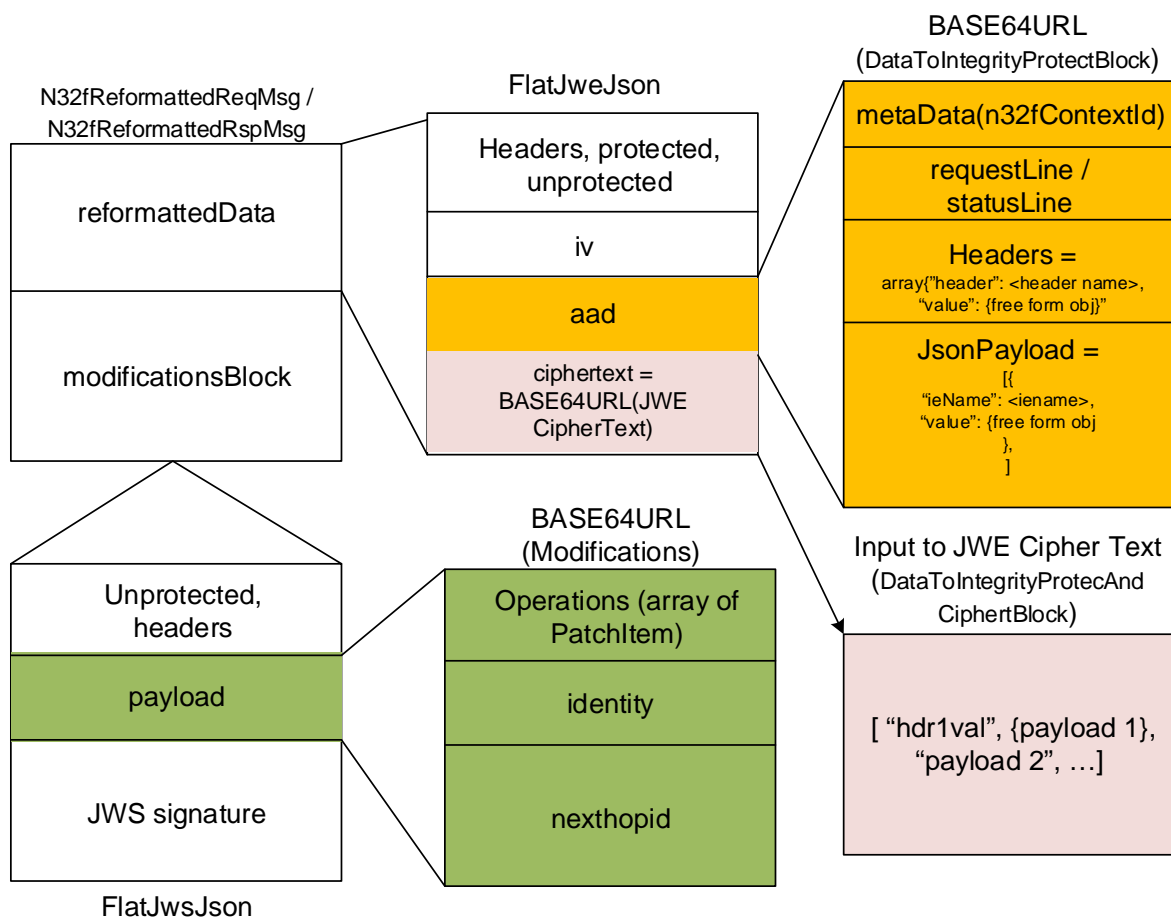 N32fReformattedReqMsg /
N32fReformattedRspMsg
reformattedData
modificationsBlock
FlatJweJson
Headers, protected,
unprotected
iv
aad
ciphertext =
BASE64URL(JWE
CipherText)
BASE64URL
(DataToIntegrityProtectBlock)
metaData(n32fContextId)
requestLine /
statusLine
Headers =
array{"header": <header name>,
“value": {free form obj}”
JsonPayload =
[{
“ieName": <iename>,
“value": {free form obj
},
]
Unprotected,
headers
payload
JWS signature
FlatJwsJson
BASE64URL
(Modifications)
Operations (array of
PatchItem)
identity
nexthopid
Input to JWE Cipher Text
(DataToIntegrityProtecAnd
CiphertBlock)
[ “hdr1val”, {payload 1},
“payload 2”, …]